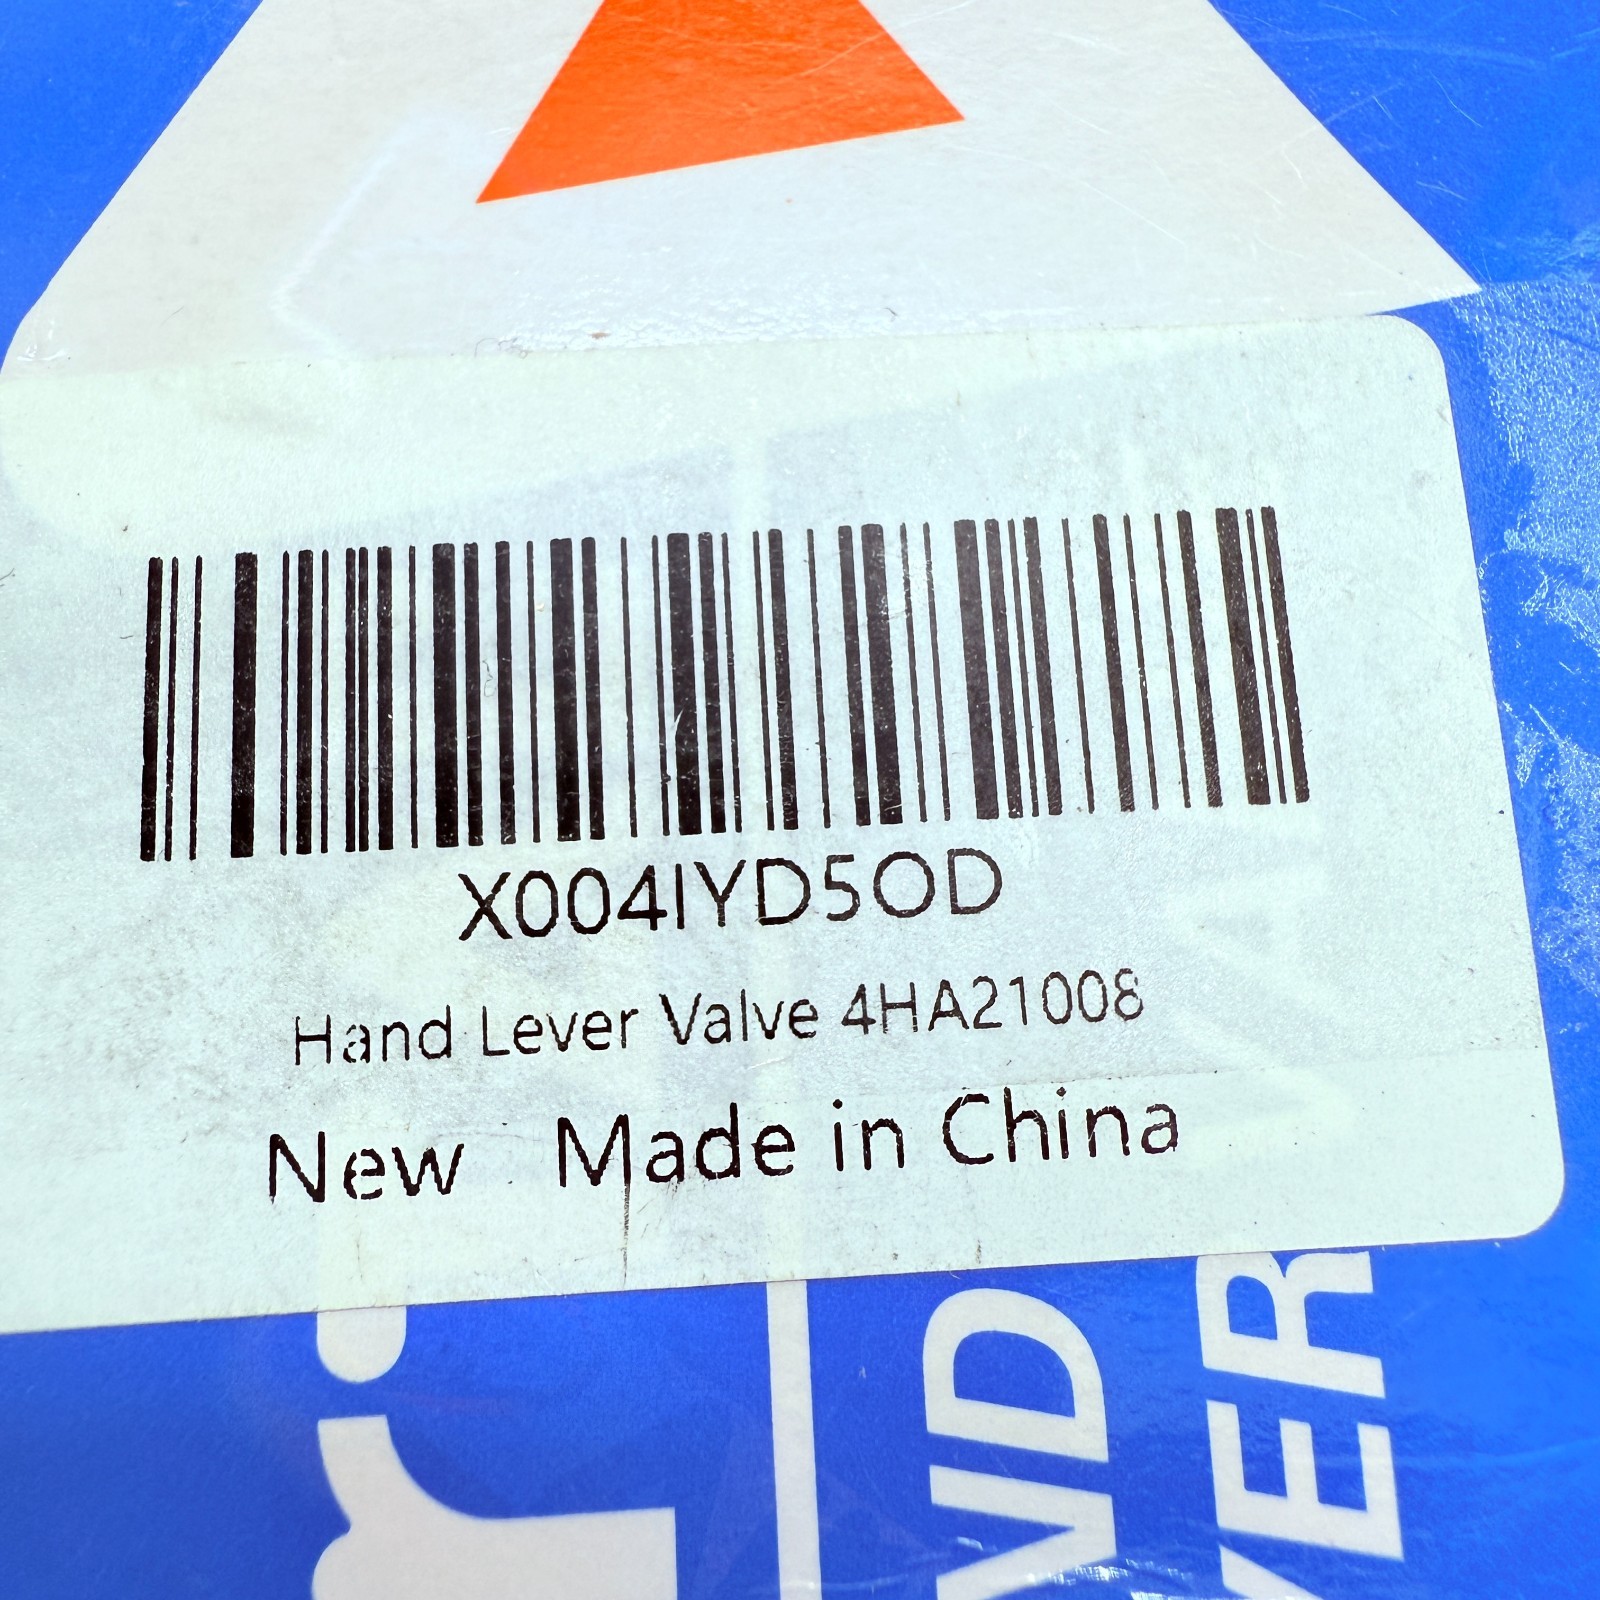 X004IYD5OD
Hand Lever Valve 4HA21008
New Made in China